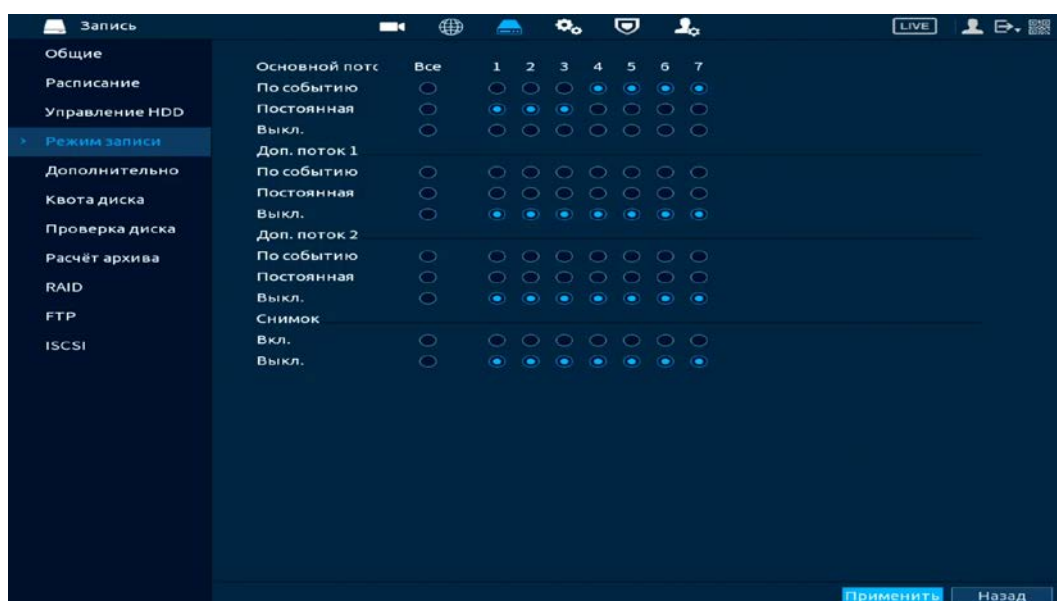 Запись LIVE
Общие
Расписание
Управление HDD
Режим записи
Дополнительно
Квота диска
Проверка диска
Расчёт архива
RAID
FTP
ISCSI
Основной пото Все 1 2 3 4 5 6 7
По событию
Постоянная
Выкл.
Доп. поток 1
По событию
Постоянная
Выкл.
Доп. поток 2
По событию
Постоянная
Выкл.
Снимок
Вкл.
Выкл.
Применить Назад